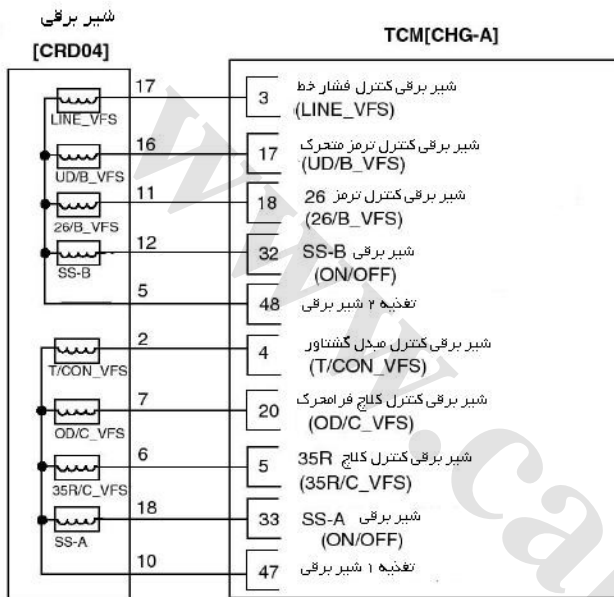 شیر برقی
[CRD04]
TCM[CHG-A]
LINE_VFS
17
3
شیر برقی کنترل فشار خط
(LINE_VFS)
UD/B_VFS
16
17
شیر برقی کنترل ترمز متحرک
(UD/B_VFS)
26/B_VFS
11
18
شیر برقی کنترل ترمز 26
(26/B_VFS)
SS-B
12
32
شیر برقی SS-B
(ON/OFF)
5
48
تغذیه ۲ شیر برقی
T/CON_VFS
2
4
شیر برقی کنترل مبدل گشتاور
(T/CON_VFS)
OD/C_VFS
7
20
شیر برقی کنترل کلاچ فرامحرک
(OD/C_VFS)
35R/C_VFS
6
5
شیر برقی کنترل کلاچ 35R
(35R/C_VFS)
SS-A
18
33
شیر برقی SS-A
(ON/OFF)
10
47
تغذیه ۱ شیر برقی
www.ca